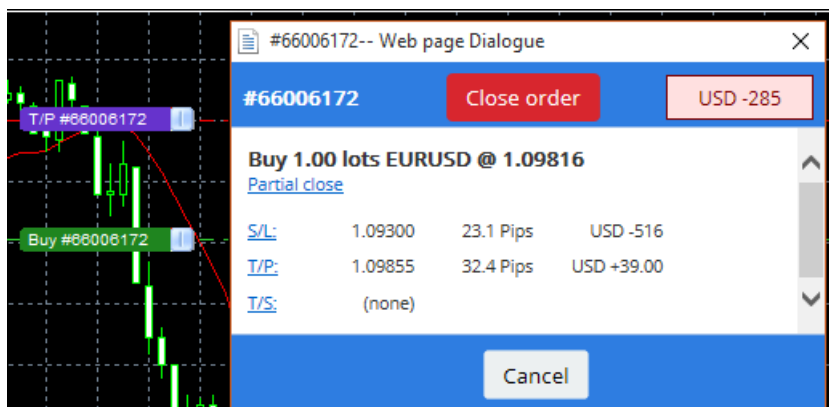 #66006172-- Web page Dialogue
#66006172 Close order USD -285
T/P #66006172
Buy 1.00 lots EURUSD @ 1.09816
Partial close
Buy #66006172
S/L: 1.09300 23.1 Pips USD -516
T/P: 1.09855 32.4 Pips USD +39.00
T/S: (none)
Cancel